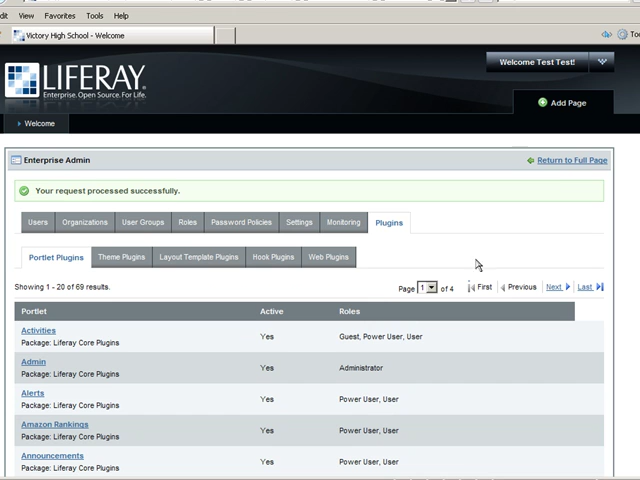 dit View Favorites Tools Help
Victory High School - Welcome
LIFERAY.
Enterprise. Open Source. For Life.
Welcome Test Test!
Add Page
Welcome
Enterprise Admin
Return to Full Page
Your request processed successfully.
Users Organizations User Groups Roles Password Policies Settings Monitoring Plugins
Portlet Plugins Theme Plugins Layout Template Plugins Hook Plugins Web Plugins
Showing 1 - 20 of 69 results. Page 1 of 4 First Previous Next Last
Portlet Active Roles
Activities
Package: Liferay Core Plugins Yes Guest, Power User, User
Admin
Package: Liferay Core Plugins Yes Administrator
Alerts
Package: Liferay Core Plugins Yes Power User, User
Amazon Rankings
Package: Liferay Core Plugins Yes Power User, User
Announcements
Package: Liferay Core Plugins Yes Power User, User